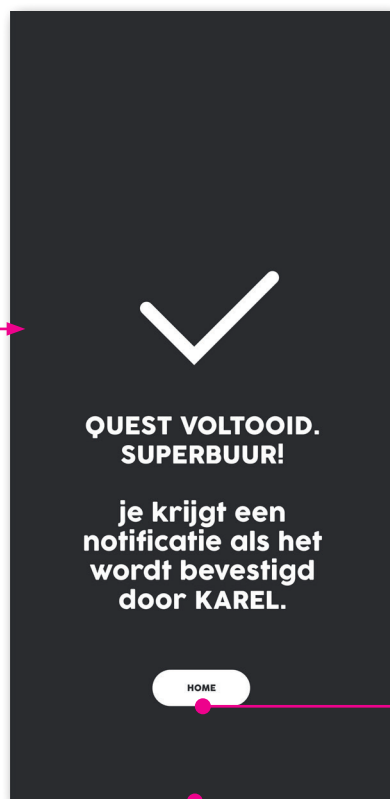 QUEST VOLTOOID.
SUPERBUUR!
je krijgt een
notificatie als het
wordt bevestigd
door KAREL.
HOME